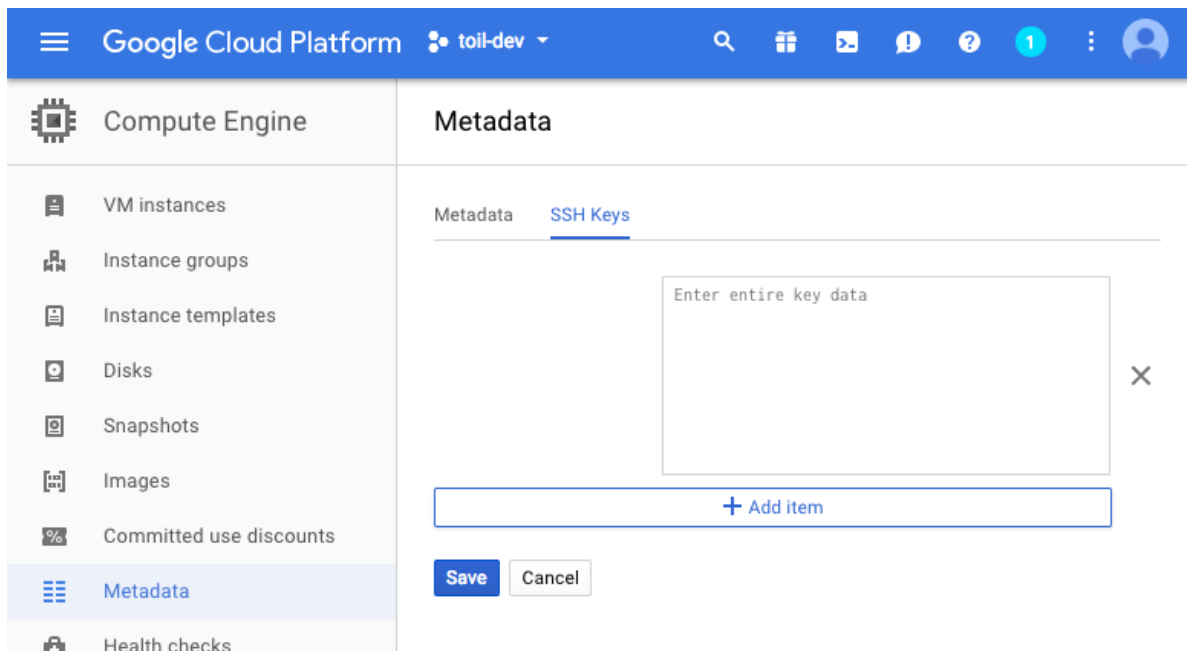 Google Cloud Platform toil-dev 1
Compute Engine
Metadata
VM instances
Instance groups
Instance templates
Disks
Snapshots
Images
Committed use discounts
Metadata
Health checks
Metadata SSH Keys
Enter entire key data
+ Add item
Save Cancel